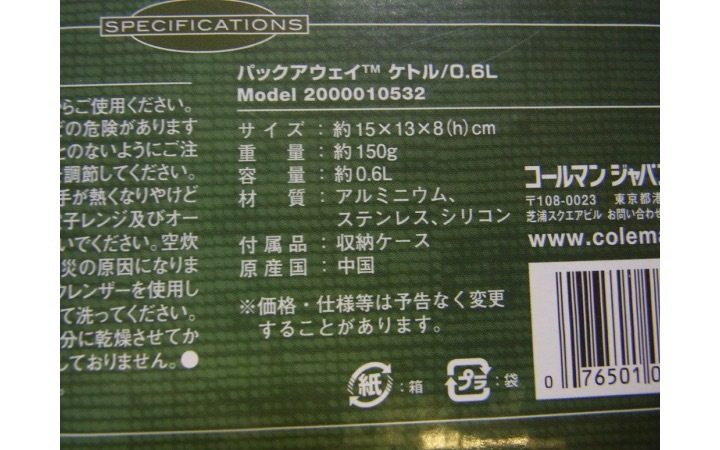 SPECIFICATIONS
らご使用ください。
の危険があります
とのないようにご注
調節してください。
手が熱くなりやけど
子レンジ及びオー
いでください。空炊
災の原因になりま
クレンザーを使用し
て洗ってください。
分に乾燥させてか
しておりません。●
パックアウェイ™ ケトル/0.6L
Model 2000010532
サイズ：約15×13×8(h)cm
重量：約150g
容量：約0.6L
材質：アルミニウム、
ステンレス、シリコン
付属品：収納ケース
原産国：中国
※価格・仕様等は予告なく変更
することがあります。
紙：箱
プラ：袋
コールマン ジャパン
〒108-0023 東京都港
芝浦スクエアビル お問い合わせ
www.colema
0 76501 0